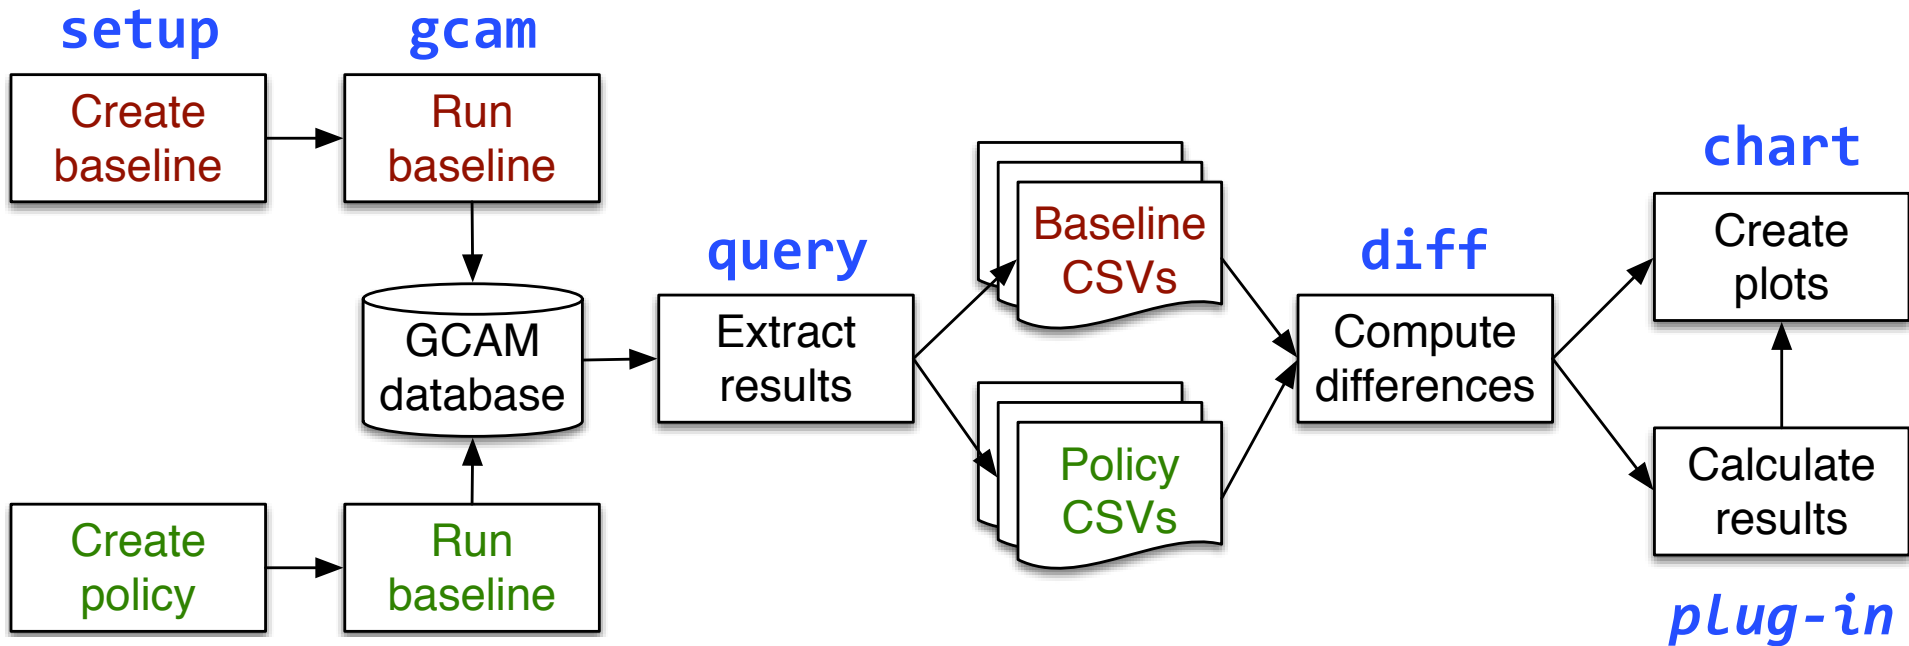 setup
gcam
Create
baseline
Run
baseline
GCAM
database
Create
policy
Run
baseline
query
Extract
results
Baseline
CSVs
Policy
CSVs
diff
Compute
differences
chart
Create
plots
Calculate
results
plug-in